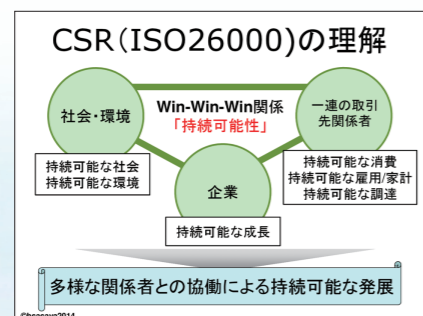 CSR(ISO26000)の理解
社会・環境
Win-Win-Win関係
「持続可能性」
一連の取引
先関係者
持続可能な社会
持続可能な環境
企業
持続可能な消費
持続可能な雇用/家計
持続可能な調達
持続可能な成長
多様な関係者との協働による持続可能な発展